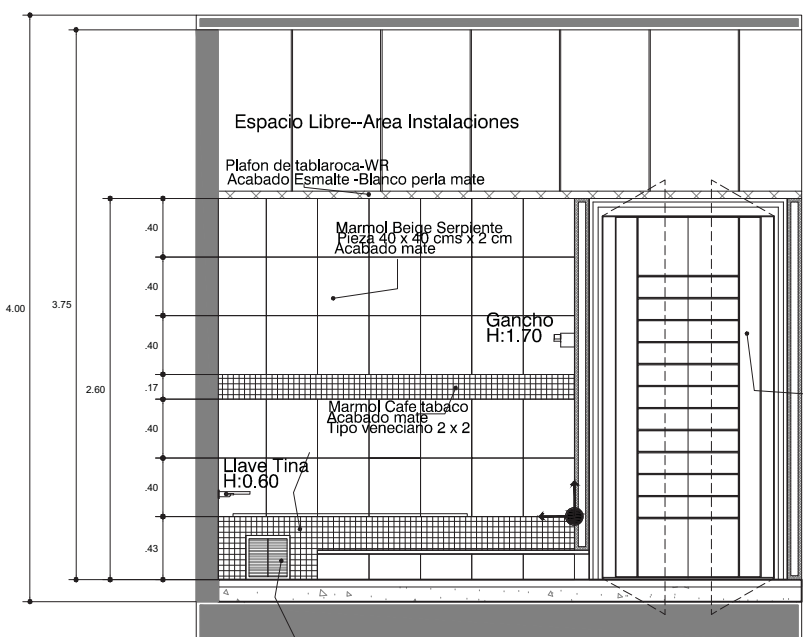 Espacio Libre--Area Instalaciones
Plafon de tablaroca-WR
Acabado Esmalte -Blanco perla mate
.40
Marmol Beige Serpiente
Pieza 40 x 40 cms x 2 cm
Acabado mate
.40
4.00
3.75
Gancho
H:1.70
.40
2.60
.17
Marmol Cafe tabaco
Acabado mate
Tipo veneciano 2 x 2
.40
Llave Tina
H:0.60
.40
.43